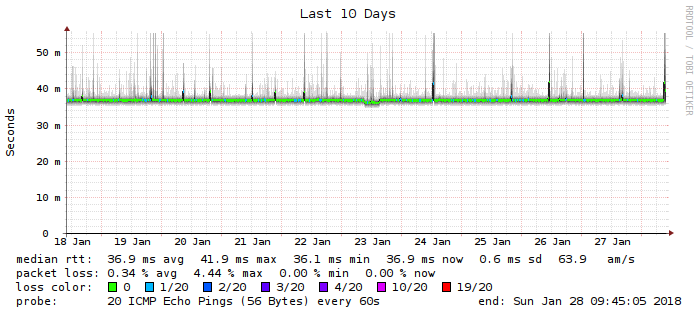 Last 10 Days
RRDTOOL / TOBI OETIKER
Seconds
50 m
40 m
30 m
20 m
10 m
0
18 Jan 19 Jan 20 Jan 21 Jan 22 Jan 23 Jan 24 Jan 25 Jan 26 Jan 27 Jan
median rtt: 36.9 ms avg 41.9 ms max 36.1 ms min 36.9 ms now 0.6 ms sd 63.9 am/s
packet loss: 0.34 % avg 4.44 % max 0.00 % min 0.00 % now
loss color: 0 1/20 2/20 3/20 4/20 10/20 19/20
probe: 20 ICMP Echo Pings (56 Bytes) every 60s end: Sun Jan 28 09:45:05 2018